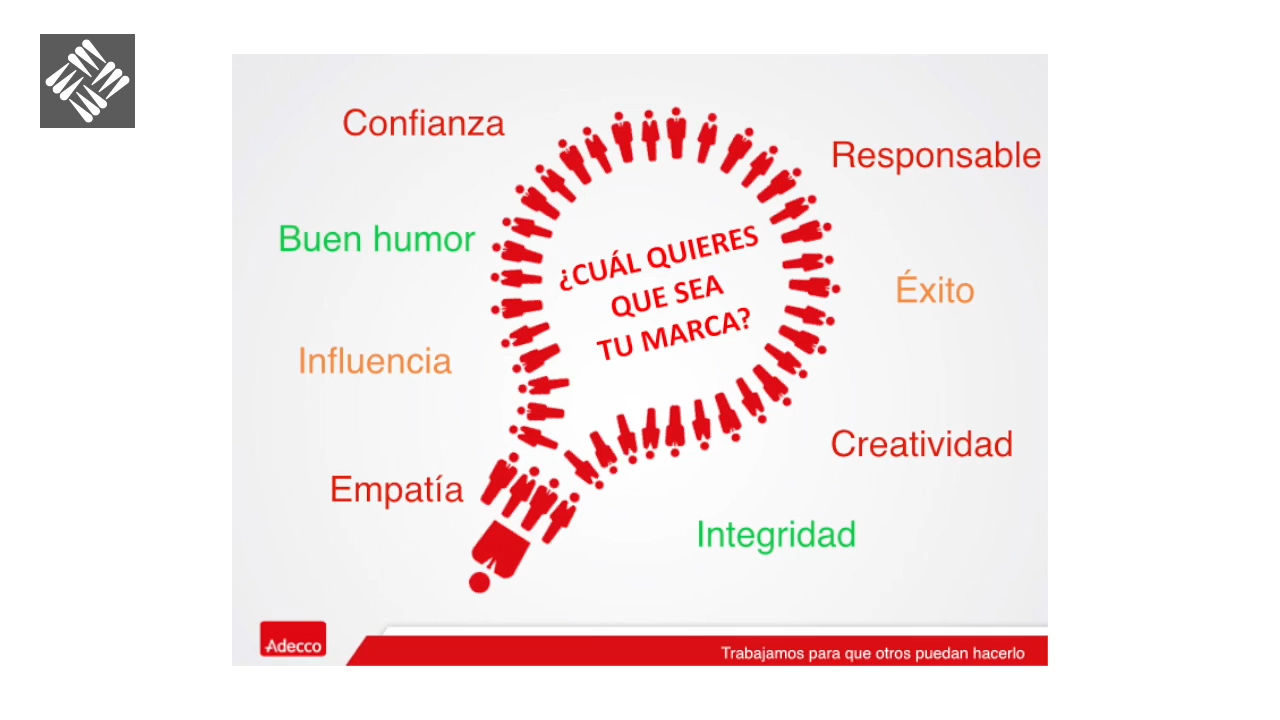 Confianza
Responsable
Buen humor
¿CUÁL QUIERES
QUE SEA
TU MARCA?
Éxito
Influencia
Creatividad
Empatía
Integridad
Adecco
Trabajamos para que otros puedan hacerlo